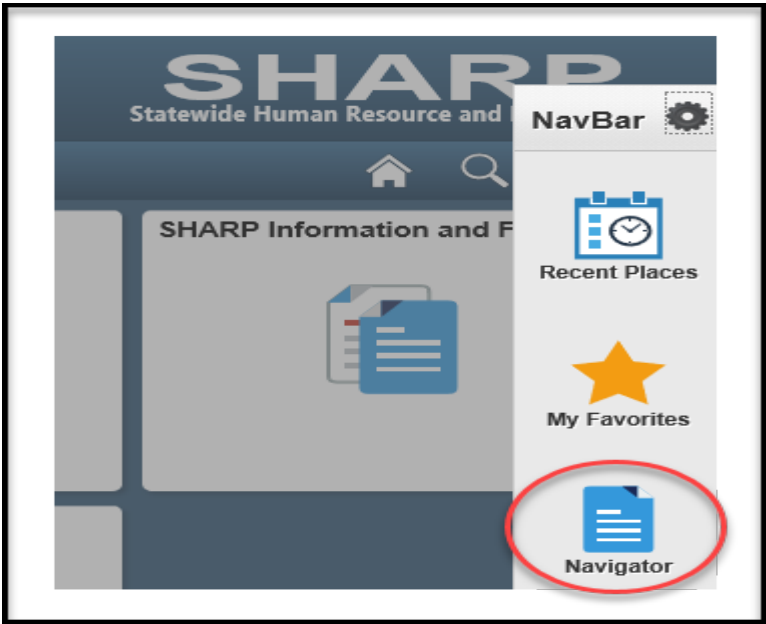 SHARP
Statewide Human Resource and
NavBar
SHARP Information and F
Recent Places
My Favorites
Navigator